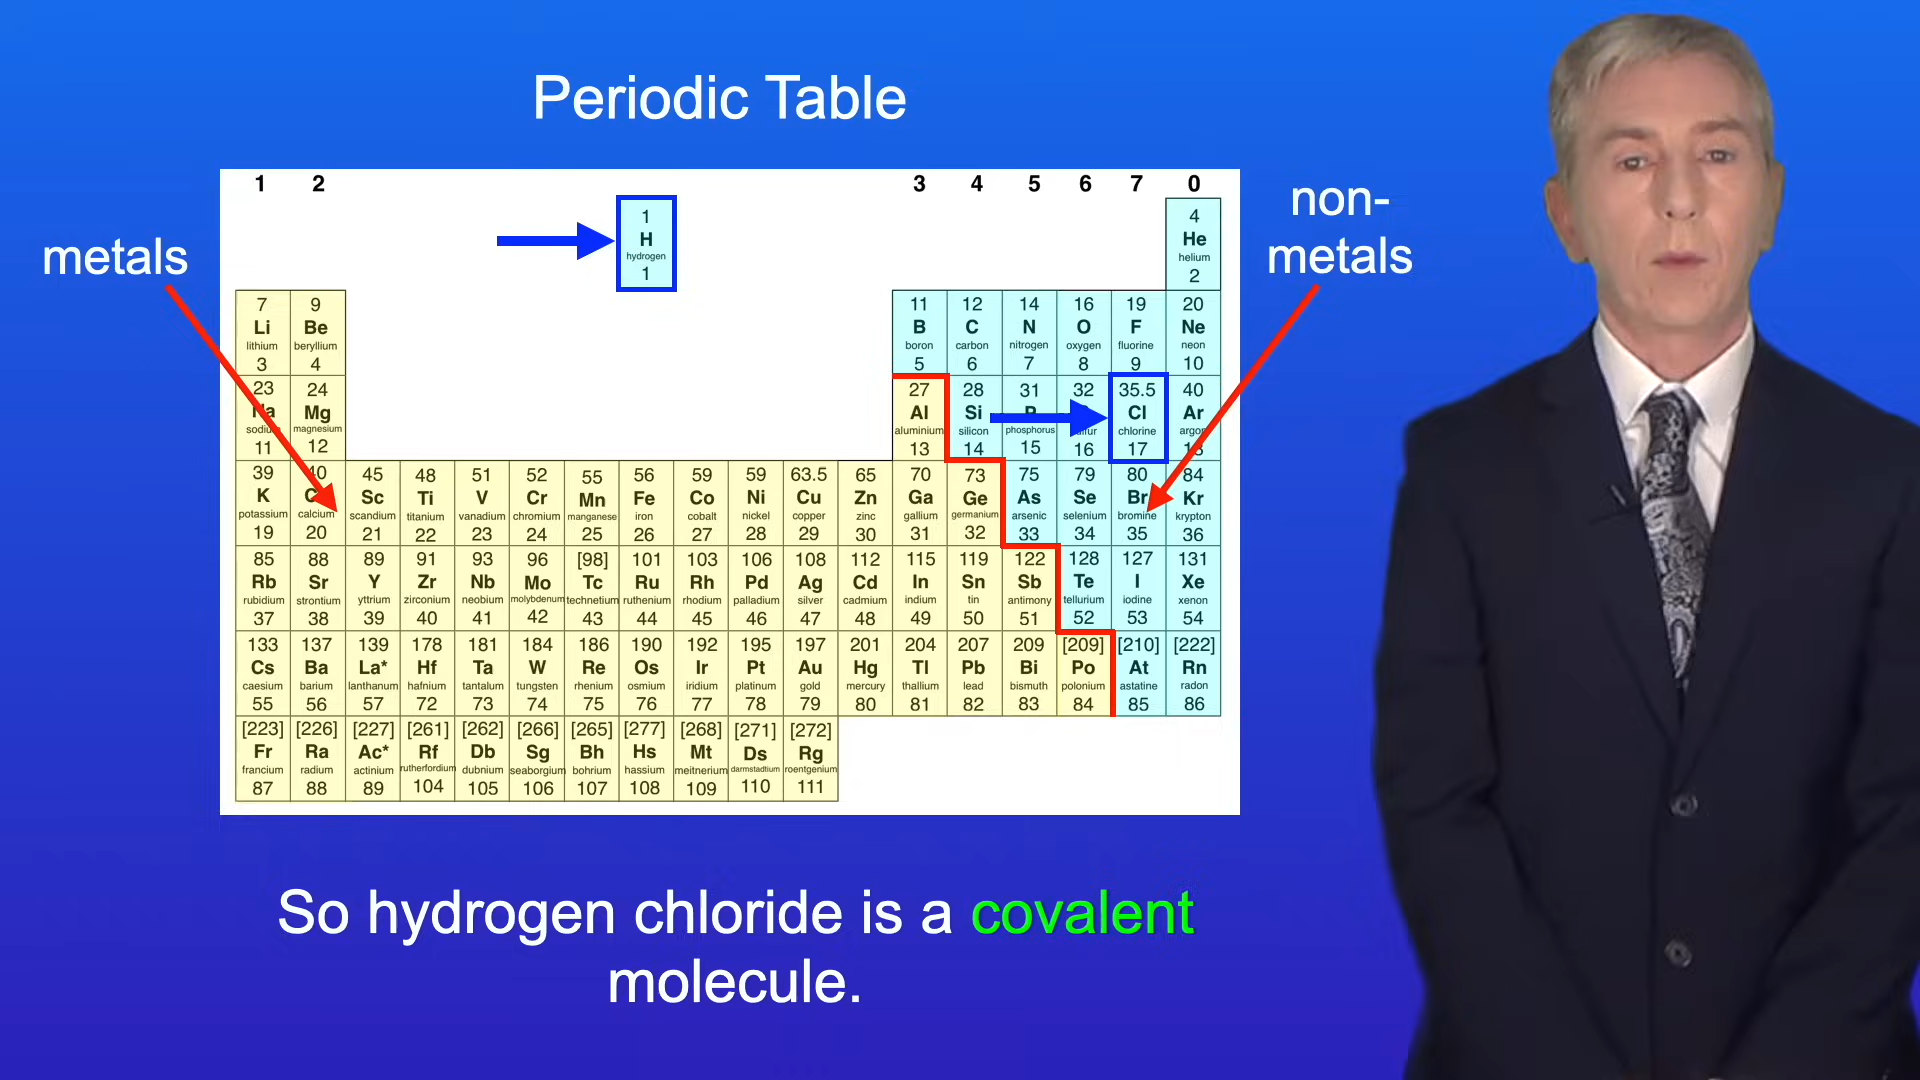 Periodic Table
metals
non-
metals
1 2 3 4 5 6 7 0
1 4
H He
hydrogen helium
1 2
7 9 11 12 14 16 19 20
Li Be B C N O F Ne
lithium beryllium boron carbon nitrogen oxygen fluorine neon
3 4 5 6 7 8 9 10
23 24 27 28 31 32 35.5 40
Mg Al Si Cl Ar
magnesium aluminium silicon phosphorus chlorine
11 12 13 14 15 16 17
39 40 45 48 51 52 55 56 59 59 63.5 65 70 73 75 79 80 84
K Sc Ti V Cr Mn Fe Co Ni Cu Zn Ga Ge As Se Br Kr
potassium calcium scandium titanium vanadium chromium manganese iron cobalt nickel copper zinc gallium germanium arsenic selenium bromine krypton
19 20 21 22 23 24 25 26 27 28 29 30 31 32 33 34 35 36
85 88 89 91 93 96 [98] 101 103 106 108 112 115 119 122 128 127 131
Rb Sr Y Zr Nb Mo Tc Ru Rh Pd Ag Cd In Sn Sb Te I Xe
rubidium strontium yttrium zirconium neobium molybdenum technetium ruthenium rhodium palladium silver cadmium indium tin antimony tellurium iodine xenon
37 38 39 40 41 42 43 44 45 46 47 48 49 50 51 52 53 54
133 137 139 178 181 184 186 190 192 195 197 201 204 207 209 [209] [210] [222]
Cs Ba La* Hf Ta W Re Os Ir Pt Au Hg Tl Pb Bi Po At Rn
caesium barium lanthanum hafnium tantalum tungsten rhenium osmium iridium platinum gold mercury thallium lead bismuth polonium astatine radon
55 56 57 72 73 74 75 76 77 78 79 80 81 82 83 84 85 86
[223] [226] [227] [261] [262] [266] [265] [277] [268] [271] [272]
Fr Ra Ac* Rf Db Sg Bh Hs Mt Ds Rg
francium radium actinium rutherfordium dubnium seaborgium bohrium hassium meitnerium darmstadtium roentgenium
87 88 89 104 105 106 107 108 109 110 111
So hydrogen chloride is a covalent
molecule.